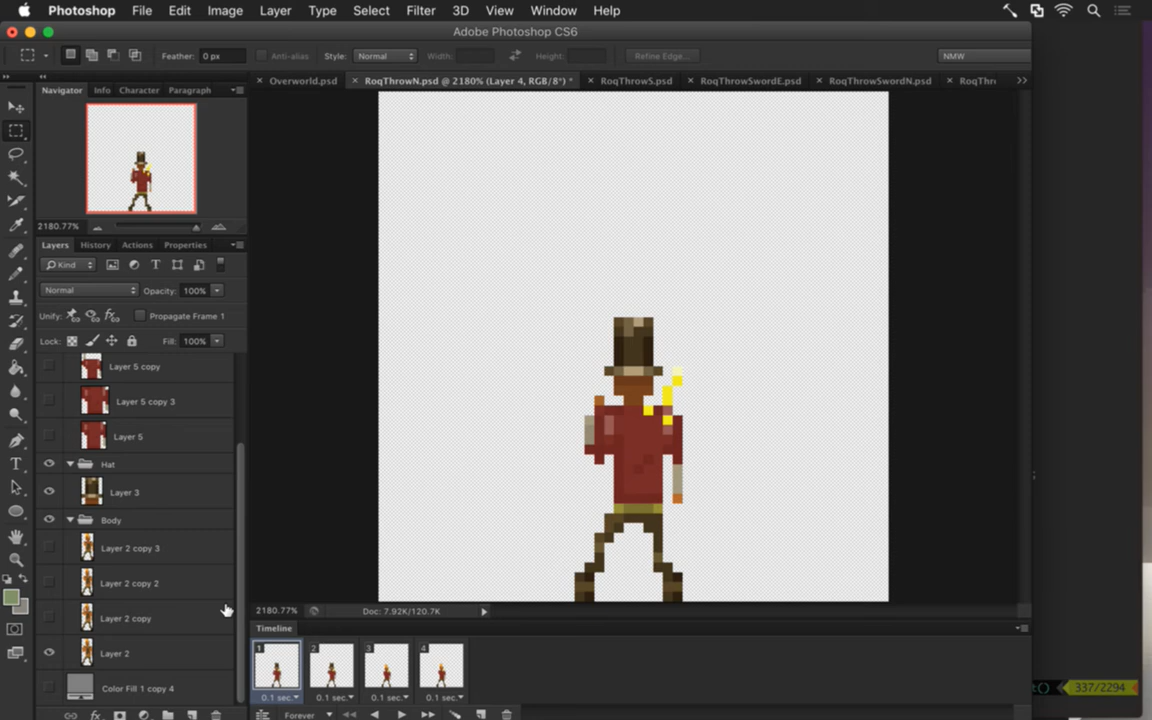 Photoshop File Edit Image Layer Type Select Filter 3D View Window Help
Adobe Photoshop CS6
Feather: 0 px Anti-alias Style: Normal Width: Height: Refine Edge... NMW
Overworld.psd RoqThrowN.psd @ 2180% (Layer 4, RGB/8*) * RoqThrowS.psd RoqThrowSwordE.psd RoqThrowSwordN.psd RoqThr
Navigator Info Character Paragraph
2180.77%
Layers History Actions Properties
Kind
Normal Opacity: 100%
Unify: Propagate Frame 1
Lock: Fill: 100%
Layer 5 copy
Layer 5 copy 3
Layer 5
Hat
Layer 3
Body
Layer 2 copy 3
Layer 2 copy 2
Layer 2 copy
Layer 2
Color Fill 1 copy 4
2180.77% Doc: 7.92K/120.7K
Timeline
1 2 3 4
0.1 sec. 0.1 sec. 0.1 sec. 0.1 sec.
Forever
337/2294